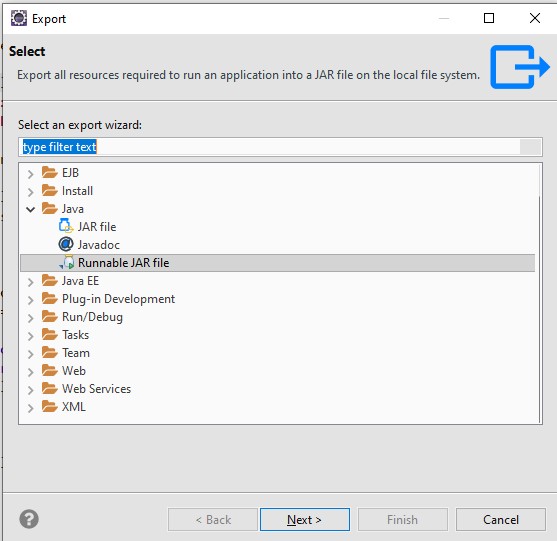 Export
Select
Export all resources required to run an application into a JAR file on the local file system.
Select an export wizard:
type filter text
EJB
Install
Java
JAR file
Javadoc
Runnable JAR file
Java EE
Plug-in Development
Run/Debug
Tasks
Team
Web
Web Services
XML
< Back
Next >
Finish
Cancel